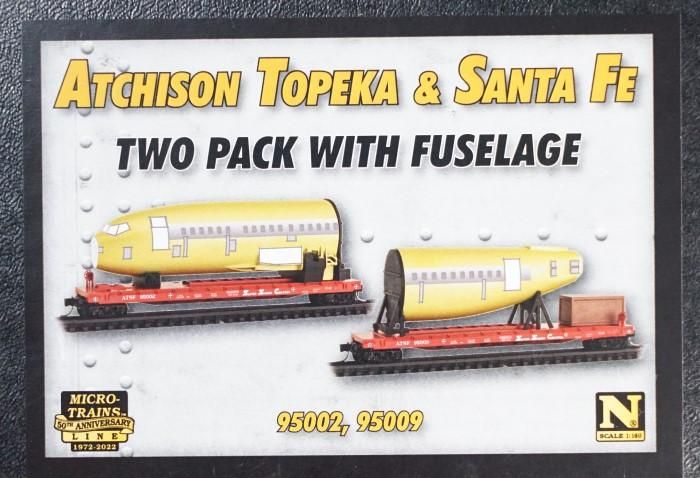 ATCHISON TOPEKA & SANTA FE
TWO PACK WITH FUSELAGE
ATSF 95002
ATSF 95009
95002, 95009
MICRO-
TRAINS
50TH ANNIVERSARY
LINE
1972-2022
N®
SCALE 1:160